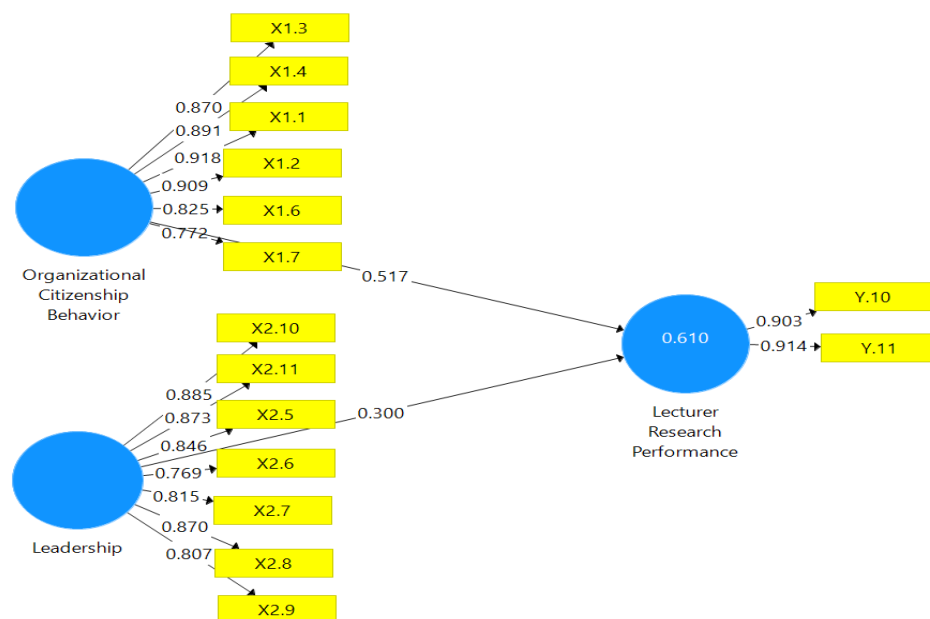 X1.3
X1.4
0.870
X1.1
0.891
0.918
X1.2
0.909
0.825
X1.6
0.772
X1.7
Organizational
Citizenship
Behavior
0.517
Y.10
0.903
0.610
0.914
Y.11
Lecturer
Research
Performance
X2.10
X2.11
0.885
0.873
X2.5
0.300
0.846
X2.6
0.769
0.815
X2.7
0.870
Leadership
0.807
X2.8
X2.9